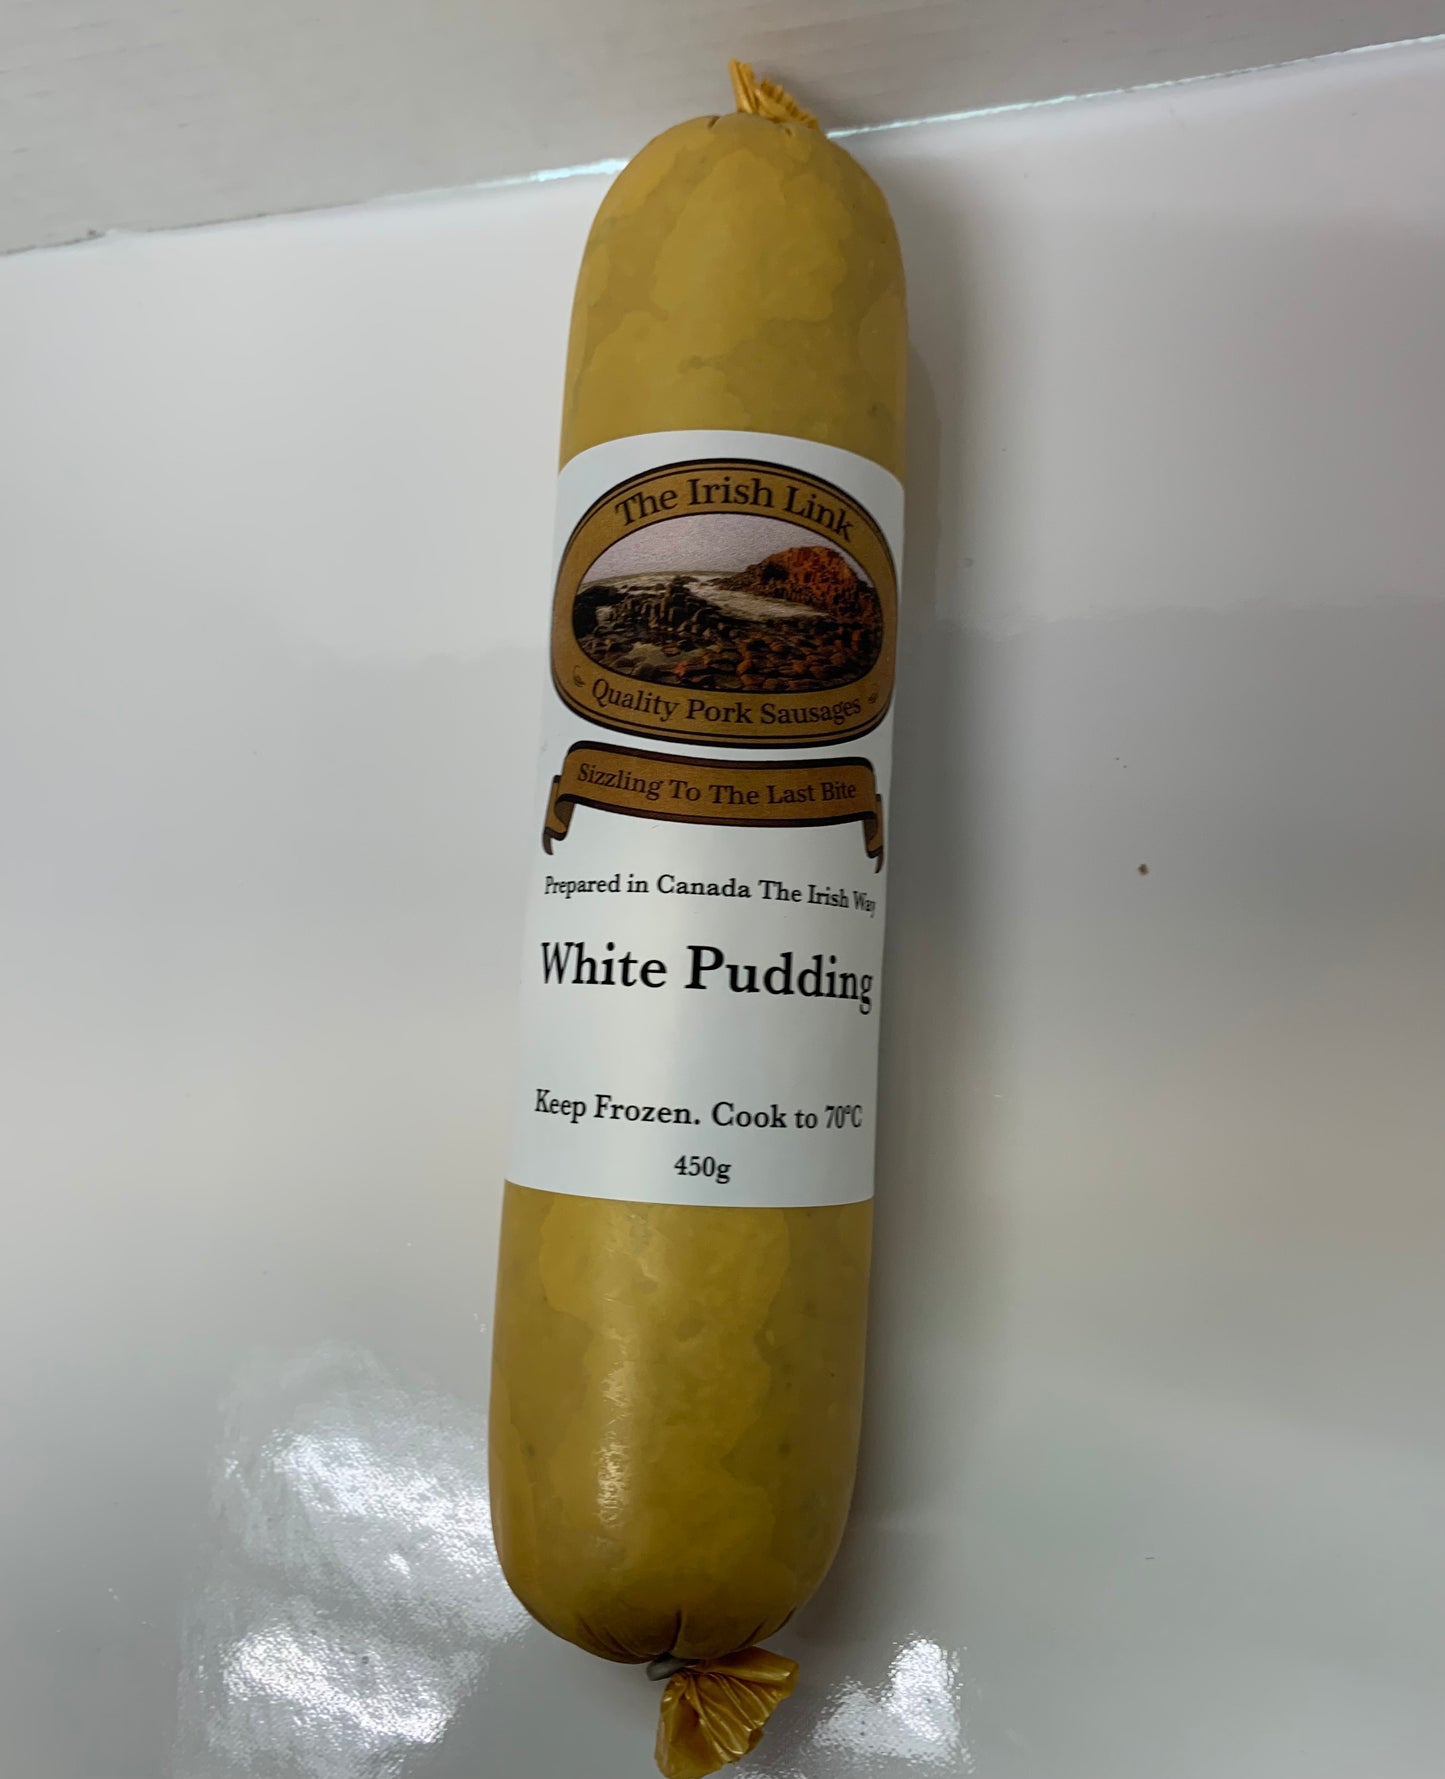 The Irish Link
Quality Pork Sausages
Sizzling To The Last Bite
Prepared in Canada The Irish Way
White Pudding
Keep Frozen. Cook to 70°C
450g